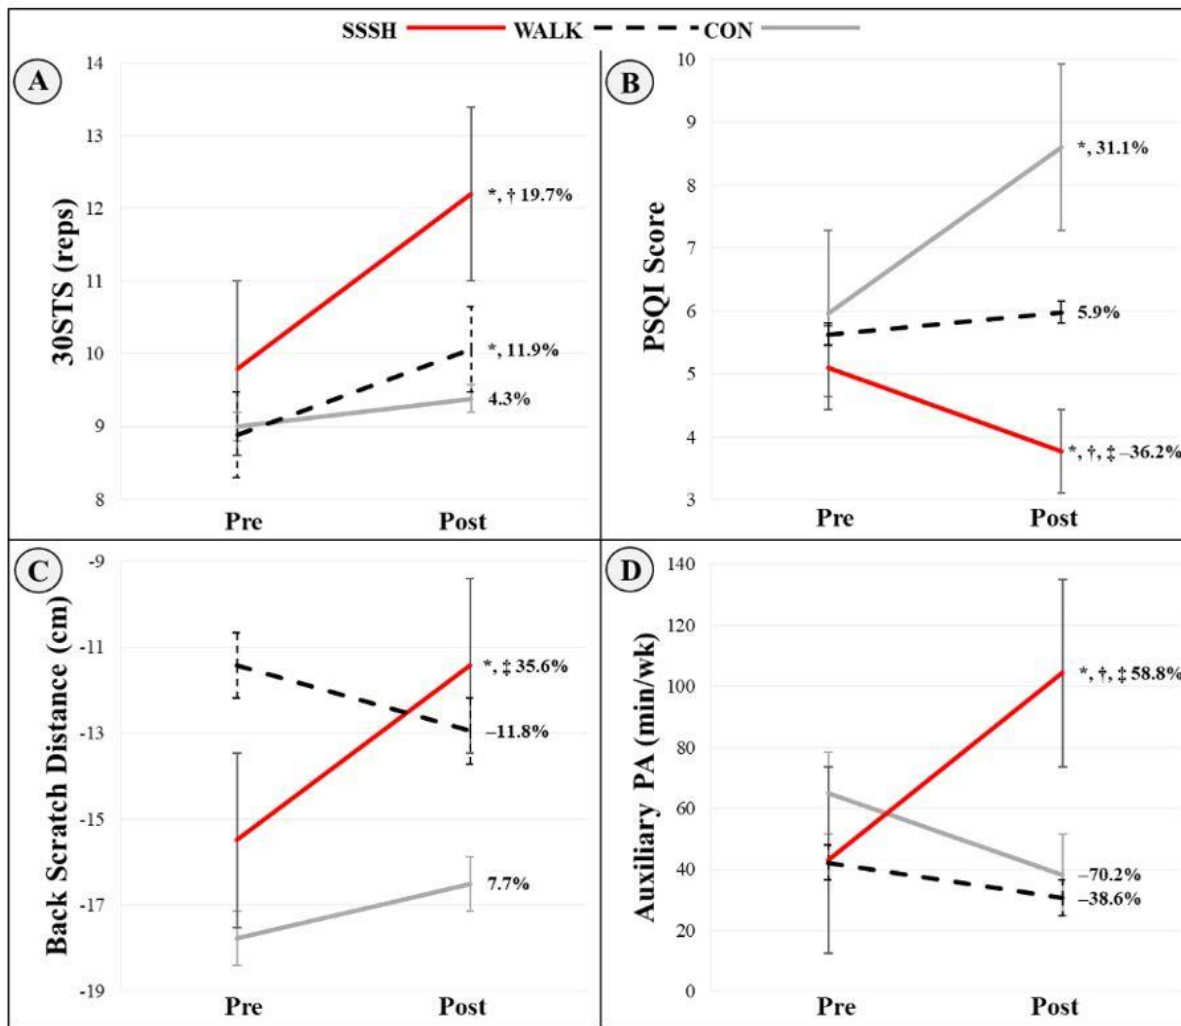 SSSH WALK CON
A
30STS (reps)
14
13
12
11
10
9
8
*, † 19.7%
*, 11.9%
4.3%
Pre Post
B
PSQI Score
10
9
8
7
6
5
4
3
*, 31.1%
5.9%
*, †, ‡ –36.2%
Pre Post
C
Back Scratch Distance (cm)
-9
-11
-13
-15
-17
-19
*, ‡ 35.6%
–11.8%
7.7%
Pre Post
D
Auxiliary PA (min/wk)
140
120
100
80
60
40
20
0
*, †, ‡ 58.8%
–70.2%
–38.6%
Pre Post